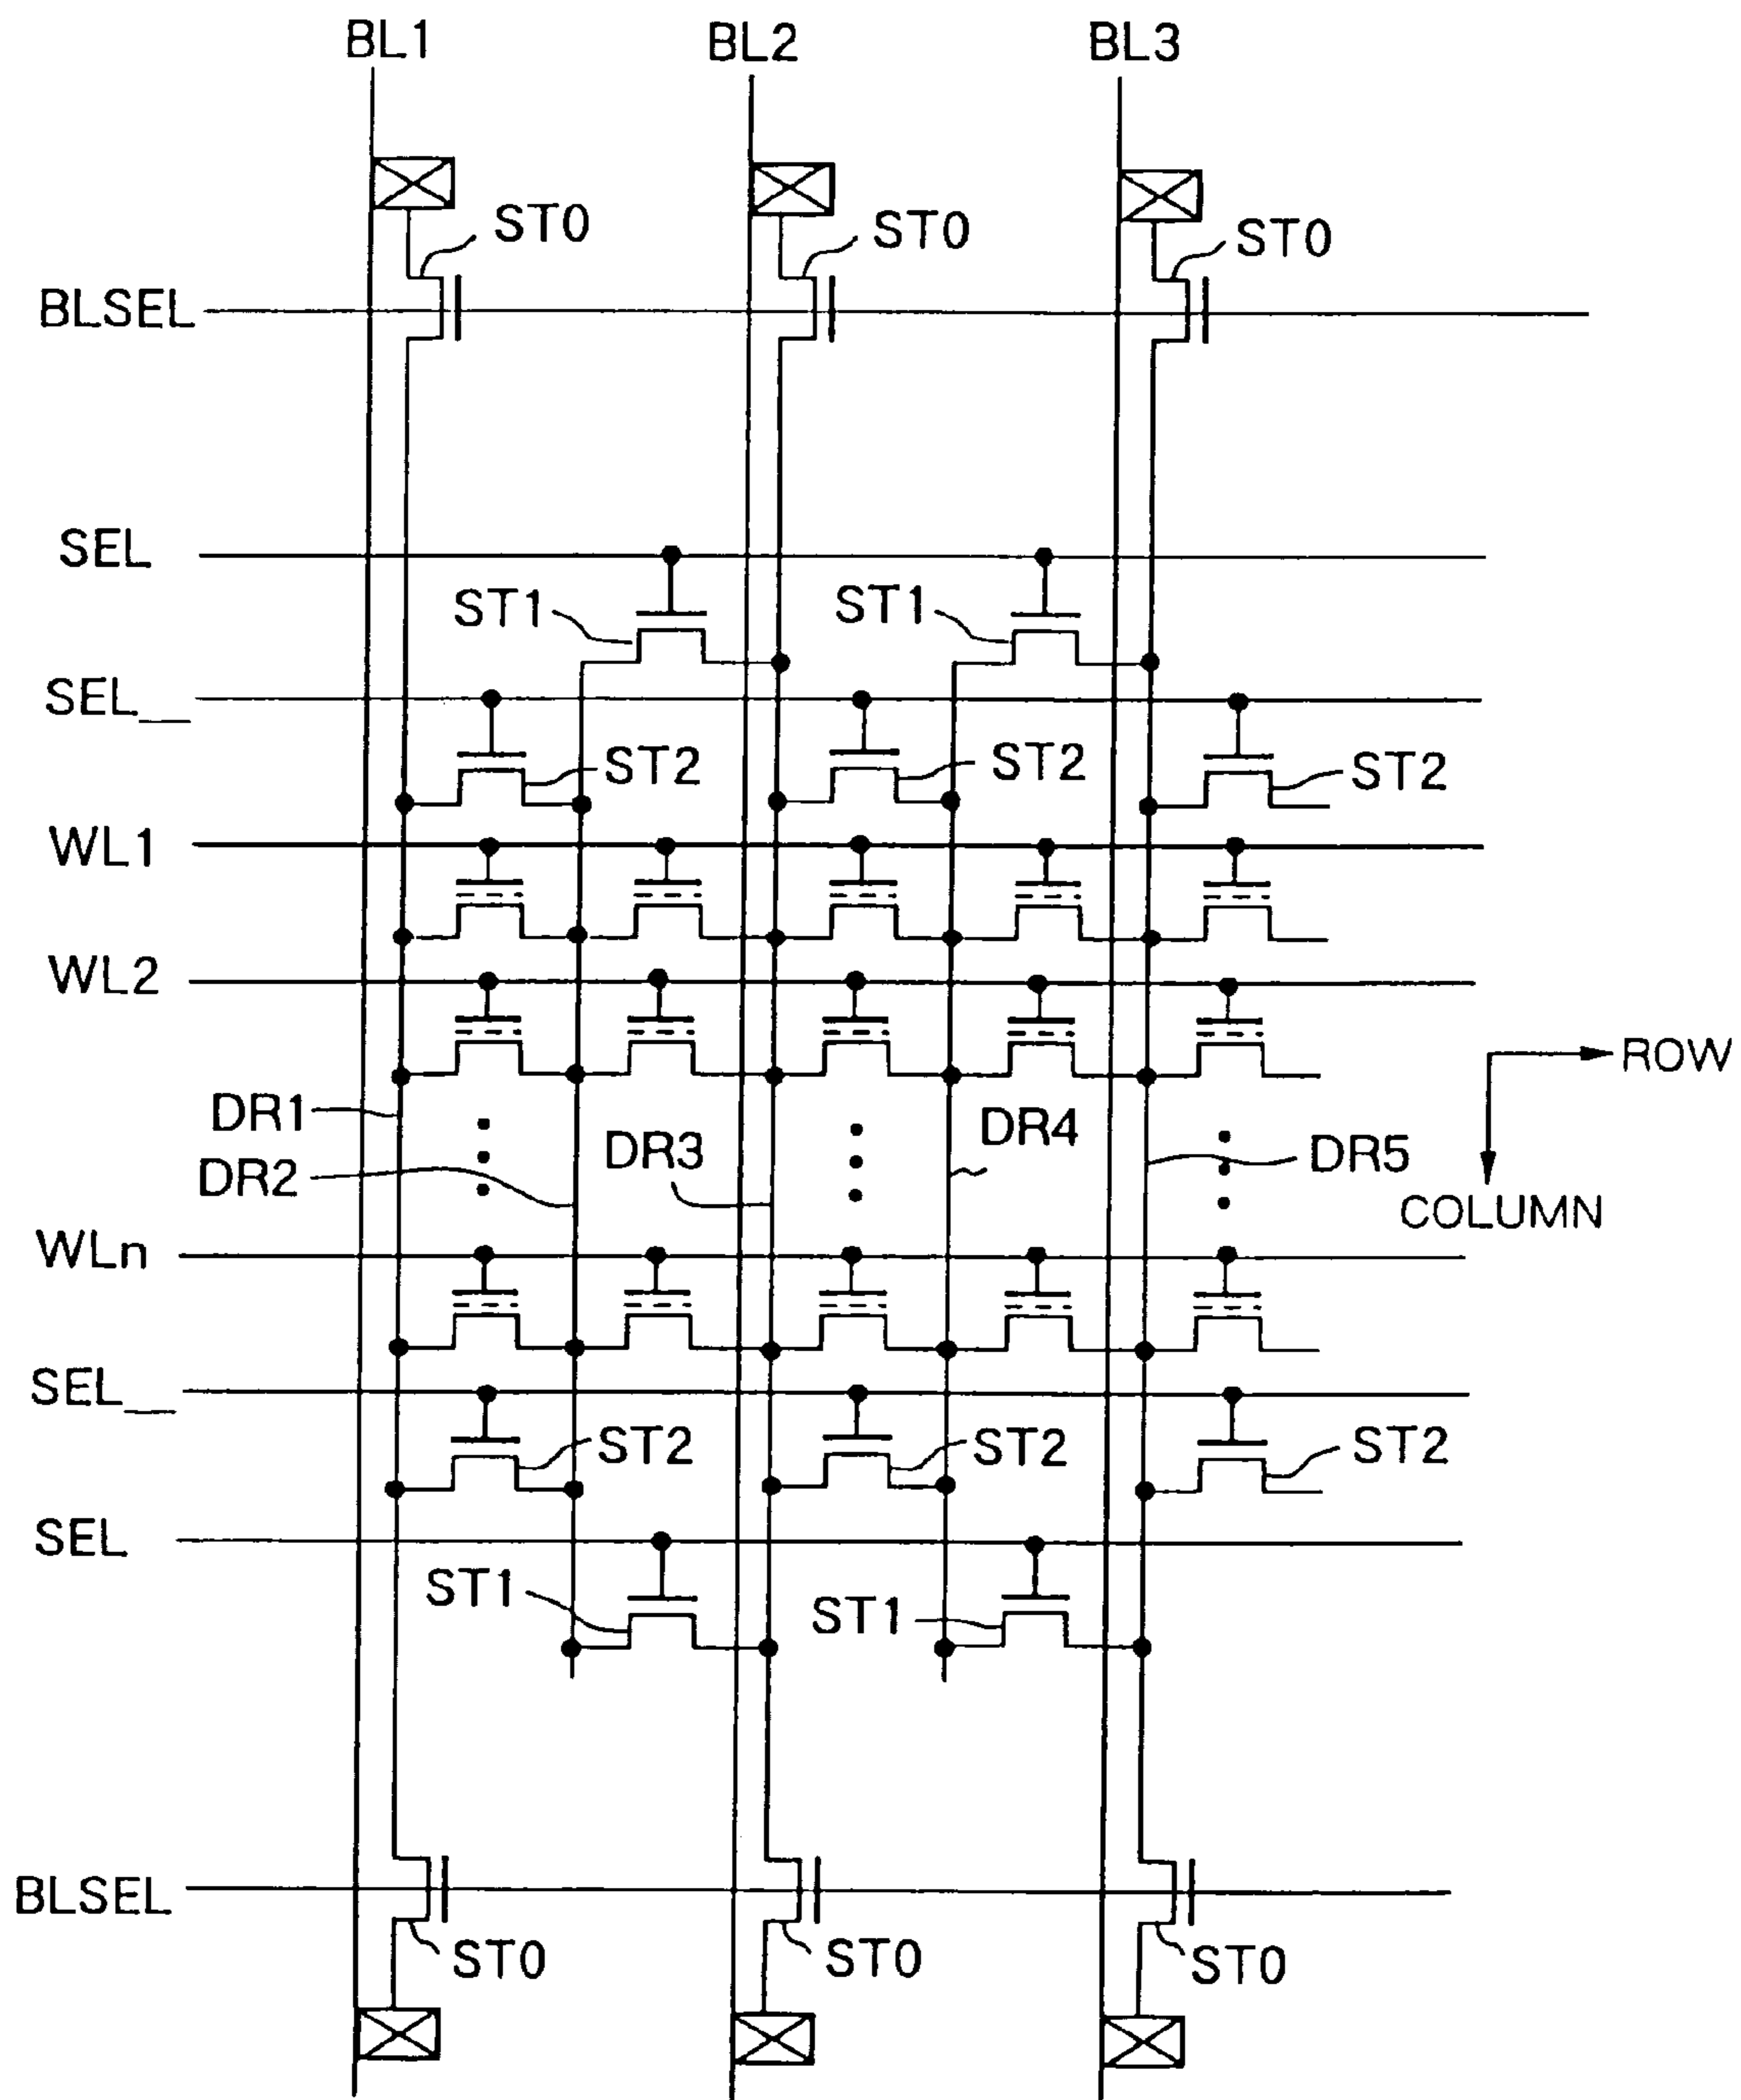 BL1 BL2 BL3
ST0 ST0 ST0
BLSEL
SEL
ST1 ST1
SEL__
ST2 ST2 ST2
WL1
WL2
ROW
DR1 DR3 DR4
DR2 DR5
COLUMN
WLn
SEL__
ST2 ST2 ST2
SEL
ST1 ST1
BLSEL
ST0 ST0 ST0